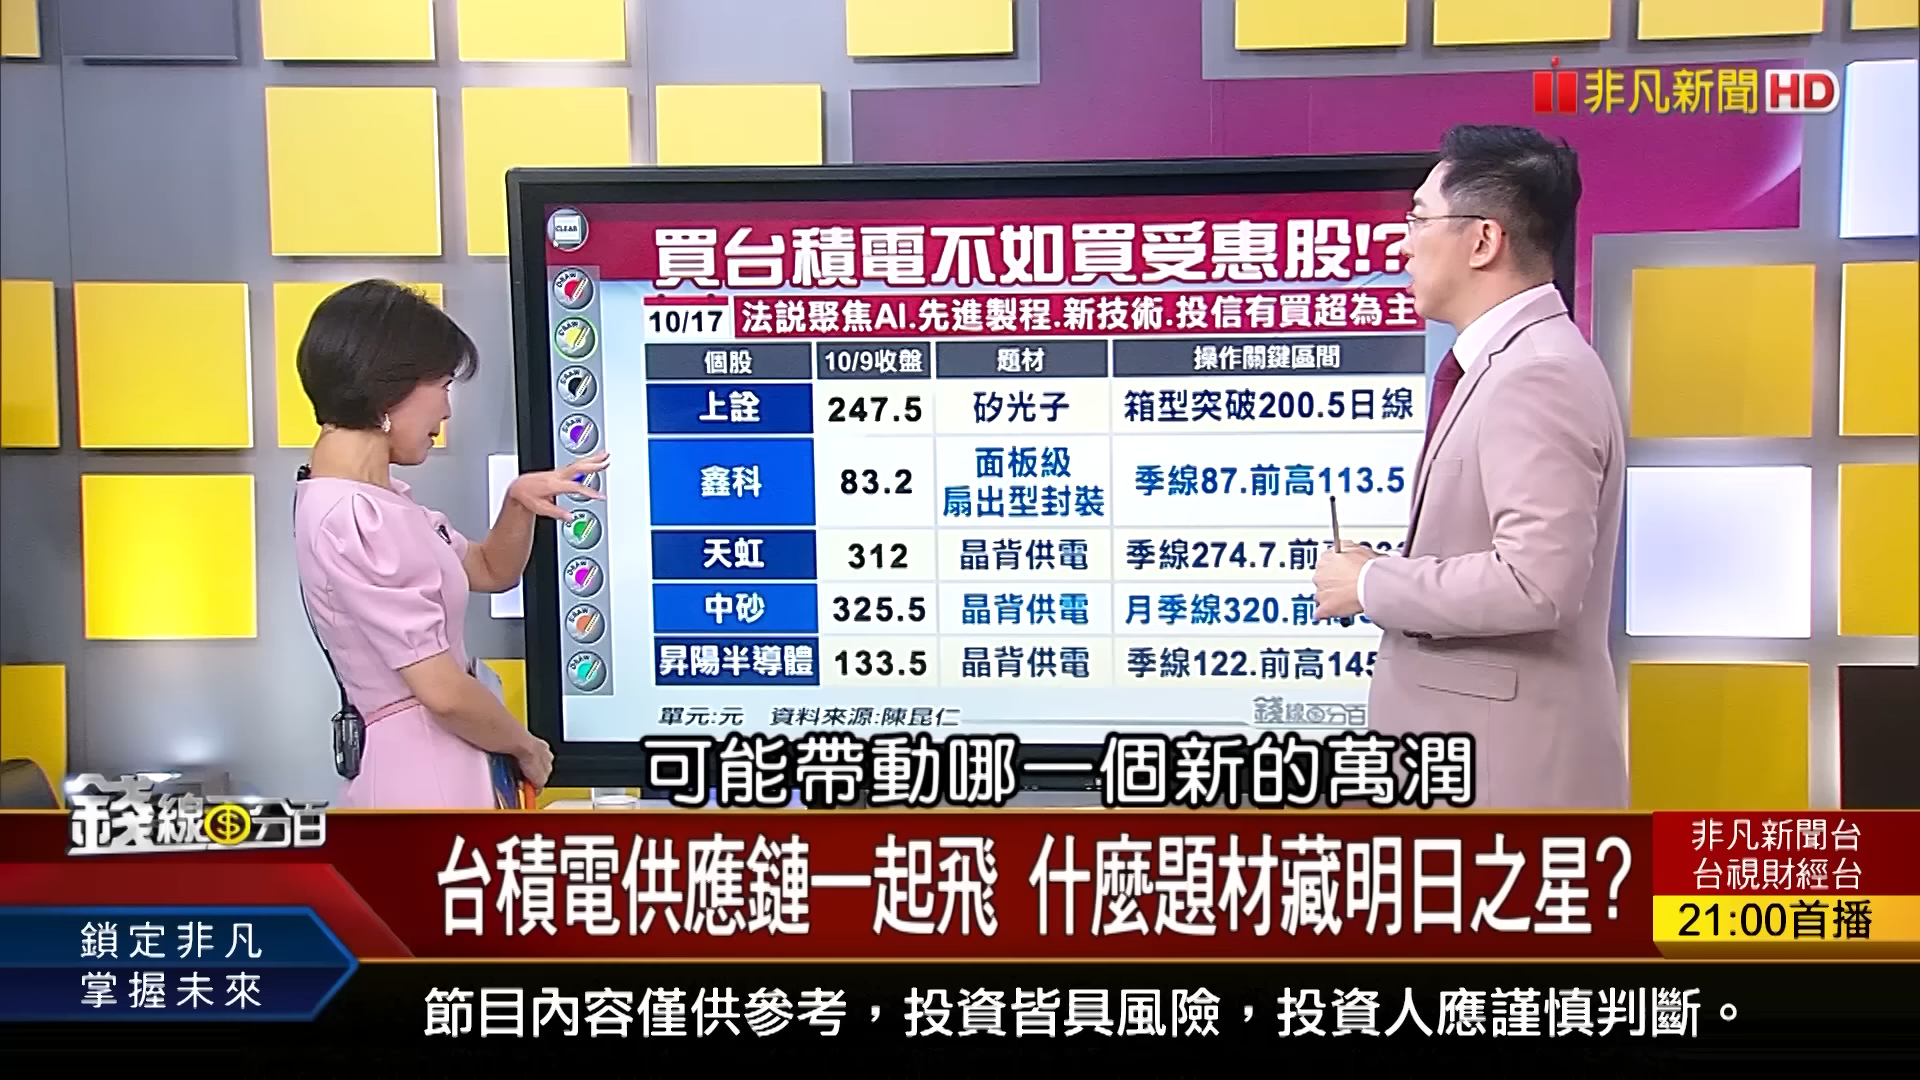 非凡新聞HD
CLEAR
買台積電不如買受惠股!?
10/17 法説聚焦AI.先進製程.新技術.投信有買超為主
個股 10/9收盤 題材 操作關鍵區間
上詮 247.5 矽光子 箱型突破200.5日線
鑫科 83.2 面板級扇出型封裝 季線87.前高113.5
天虹 312 晶背供電 季線274.7.前
中砂 325.5 晶背供電 月季線320.前
昇陽半導體 133.5 晶背供電 季線122.前高145
單元:元 資料來源:陳昆仁
錢線百分百
可能帶動哪一個新的萬潤
錢線百分百
台積電供應鏈一起飛 什麼題材藏明日之星?
非凡新聞台
台視財經台
21:00首播
鎖定非凡
掌握未來
節目內容僅供參考，投資皆具風險，投資人應謹慎判斷。